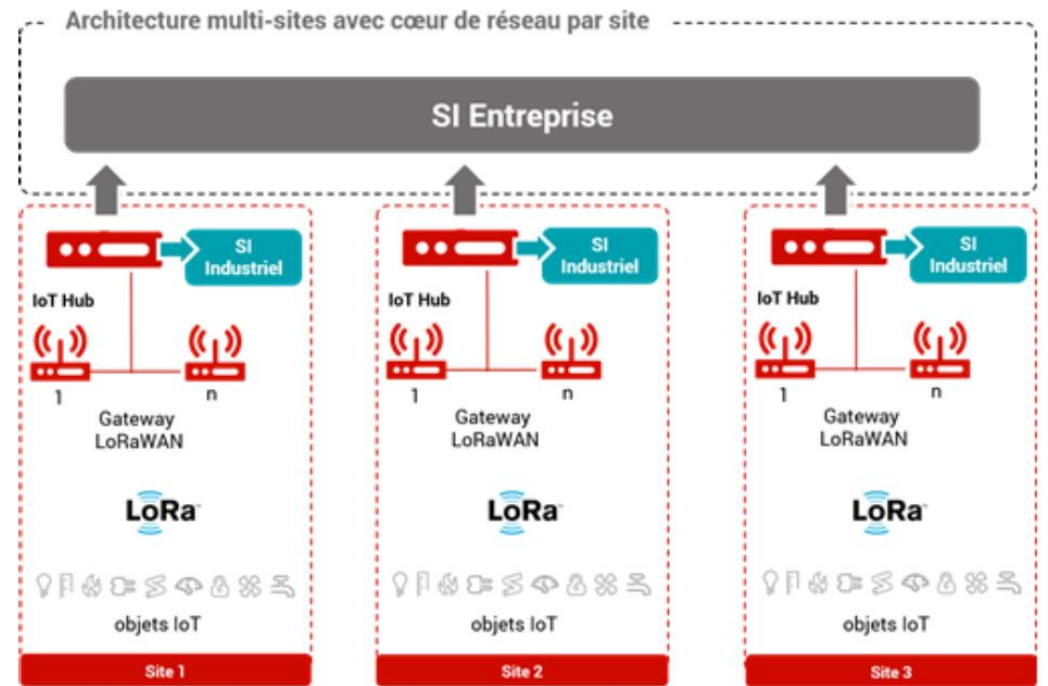 Architecture multi-sites avec cœur de réseau par site
SI Entreprise
SI
Industriel
IoT Hub
1
n
Gateway
LoRaWAN
LoRa™
objets IoT
Site 1
SI
Industriel
IoT Hub
1
n
Gateway
LoRaWAN
LoRa
objets IoT
Site 2
SI
Industriel
IoT Hub
1
n
Gateway
LoRaWAN
LoRa
objets IoT
Site 3